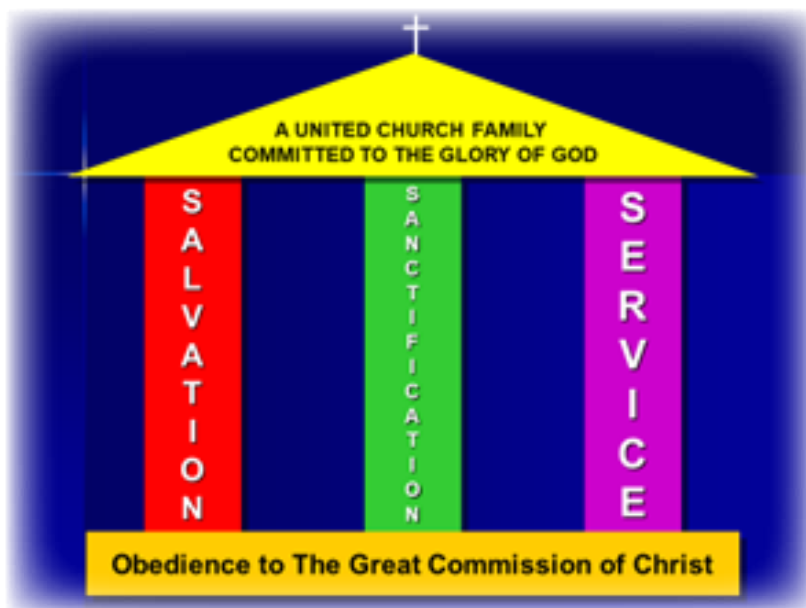 A UNITED CHURCH FAMILY
COMMITTED TO THE GLORY OF GOD
SALVATION
SANCTIFICATION
SERVICE
Obedience to The Great Commission of Christ